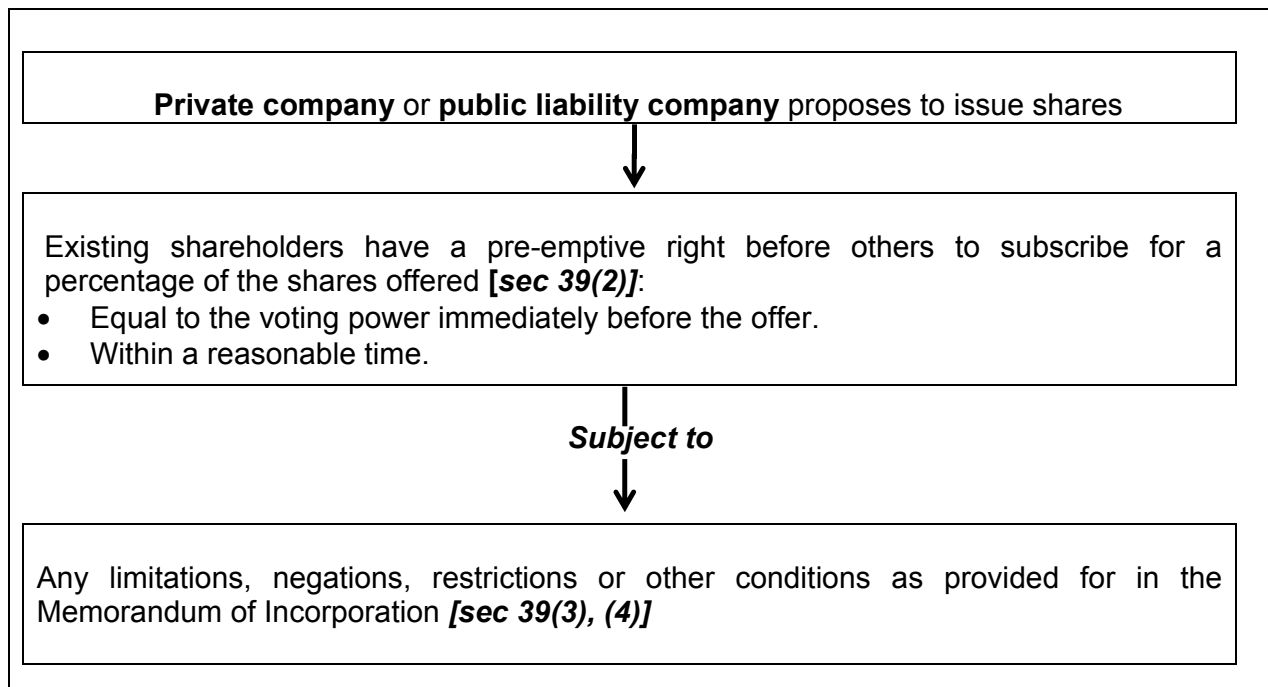 Private company or public liability company proposes to issue shares
Existing shareholders have a pre-emptive right before others to subscribe for a
percentage of the shares offered [sec 39(2)]:
• Equal to the voting power immediately before the offer.
• Within a reasonable time.
Subject to
Any limitations, negations, restrictions or other conditions as provided for in the
Memorandum of Incorporation [sec 39(3), (4)]